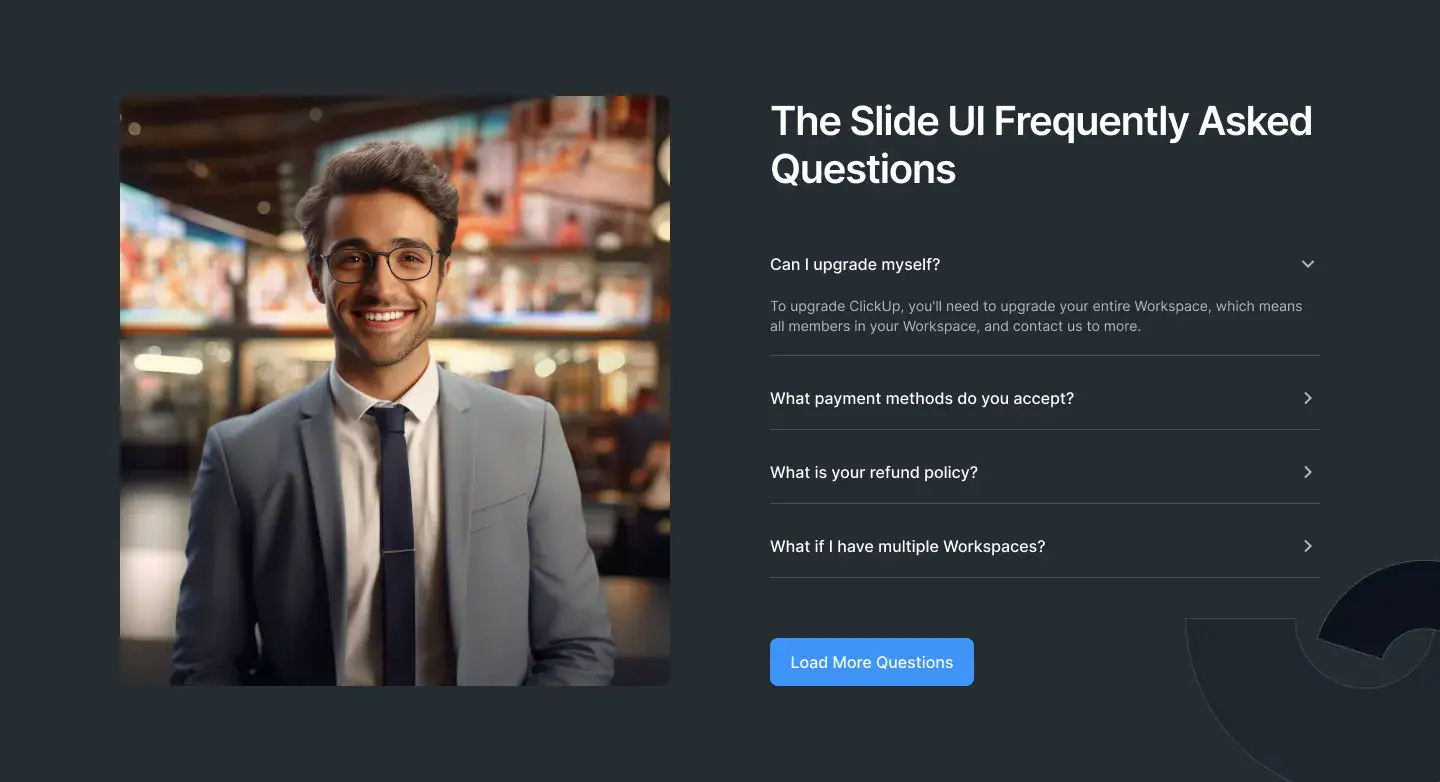 The Slide UI Frequently Asked
Questions
Can I upgrade myself?
To upgrade ClickUp, you'll need to upgrade your entire Workspace, which means
all members in your Workspace, and contact us to more.
What payment methods do you accept?
What is your refund policy?
What if I have multiple Workspaces?
Load More Questions